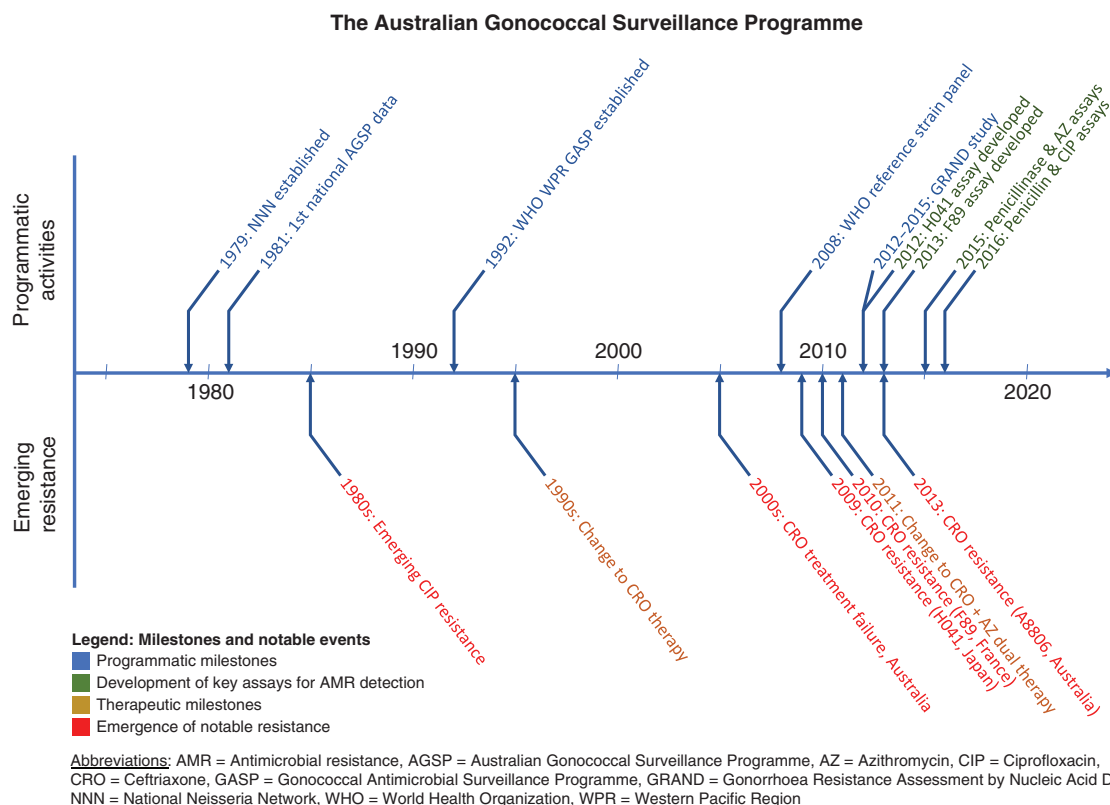 The Australian Gonococcal Surveillance Programme
Programmatic
activities
1979: NNN established
1981: 1st national AGSP data
1992: WHO WPR GASP established
2008: WHO reference strain panel
2012–2015: GRAND study
2012: H041 assay developed
2013: F89 assay developed
2015: Penicillinase & AZ assays
2016: Penicillin & CIP assays
1980
1990
2000
2010
2020
Emerging
resistance
1980s: Emerging CIP resistance
1990s: Change to CRO therapy
2000s: CRO treatment failure, Australia
2009: CRO resistance (H041, Japan)
2010: CRO resistance (F89, France)
2011: Change to CRO + AZ dual therapy
2013: CRO resistance (A8806, Australia)
Legend: Milestones and notable events
Programmatic milestones
Development of key assays for AMR detection
Therapeutic milestones
Emergence of notable resistance
Abbreviations: AMR = Antimicrobial resistance, AGSP = Australian Gonococcal Surveillance Programme, AZ = Azithromycin, CIP = Ciprofloxacin,
CRO = Ceftriaxone, GASP = Gonococcal Antimicrobial Surveillance Programme, GRAND = Gonorrhoea Resistance Assessment by Nucleic Acid D
NNN = National Neisseria Network, WHO = World Health Organization, WPR = Western Pacific Region